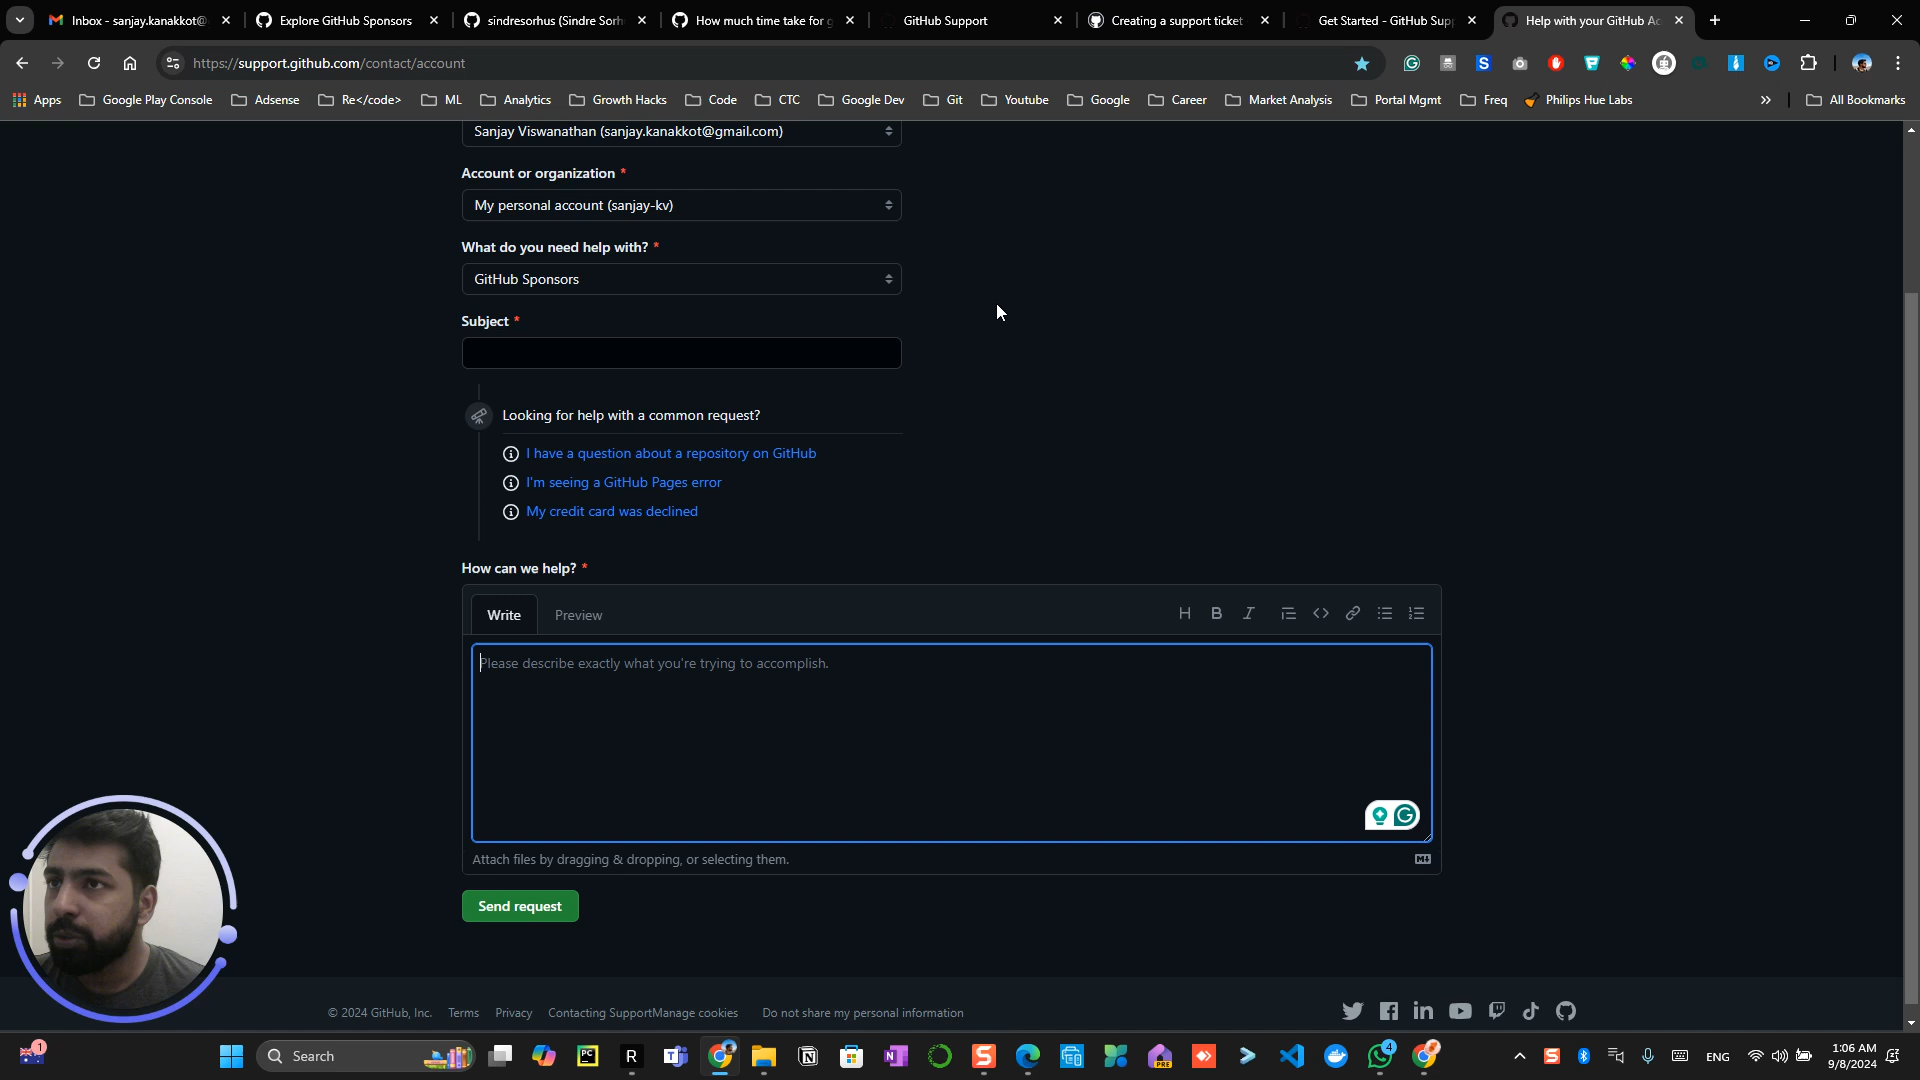 Inbox - sanjay.kanakkot@
Explore GitHub Sponsors
sindresorhus (Sindre Sorh
How much time take for g
GitHub Support
Creating a support ticket
Get Started - GitHub Supp
Help with your GitHub Ac
https://support.github.com/contact/account
Apps
Google Play Console
Adsense
Re</code>
ML
Analytics
Growth Hacks
Code
CTC
Google Dev
Git
Youtube
Google
Career
Market Analysis
Portal Mgmt
Freq
Philips Hue Labs
All Bookmarks
Sanjay Viswanathan (sanjay.kanakkot@gmail.com)
Account or organization *
My personal account (sanjay-kv)
What do you need help with? *
GitHub Sponsors
Subject *
Looking for help with a common request?
I have a question about a repository on GitHub
I'm seeing a GitHub Pages error
My credit card was declined
How can we help? *
Write
Preview
Please describe exactly what you're trying to accomplish.
Attach files by dragging & dropping, or selecting them.
Send request
© 2024 GitHub, Inc.
Terms
Privacy
Contacting Support
Manage cookies
Do not share my personal information
1
Search
4
ENG
1:06 AM
9/8/2024